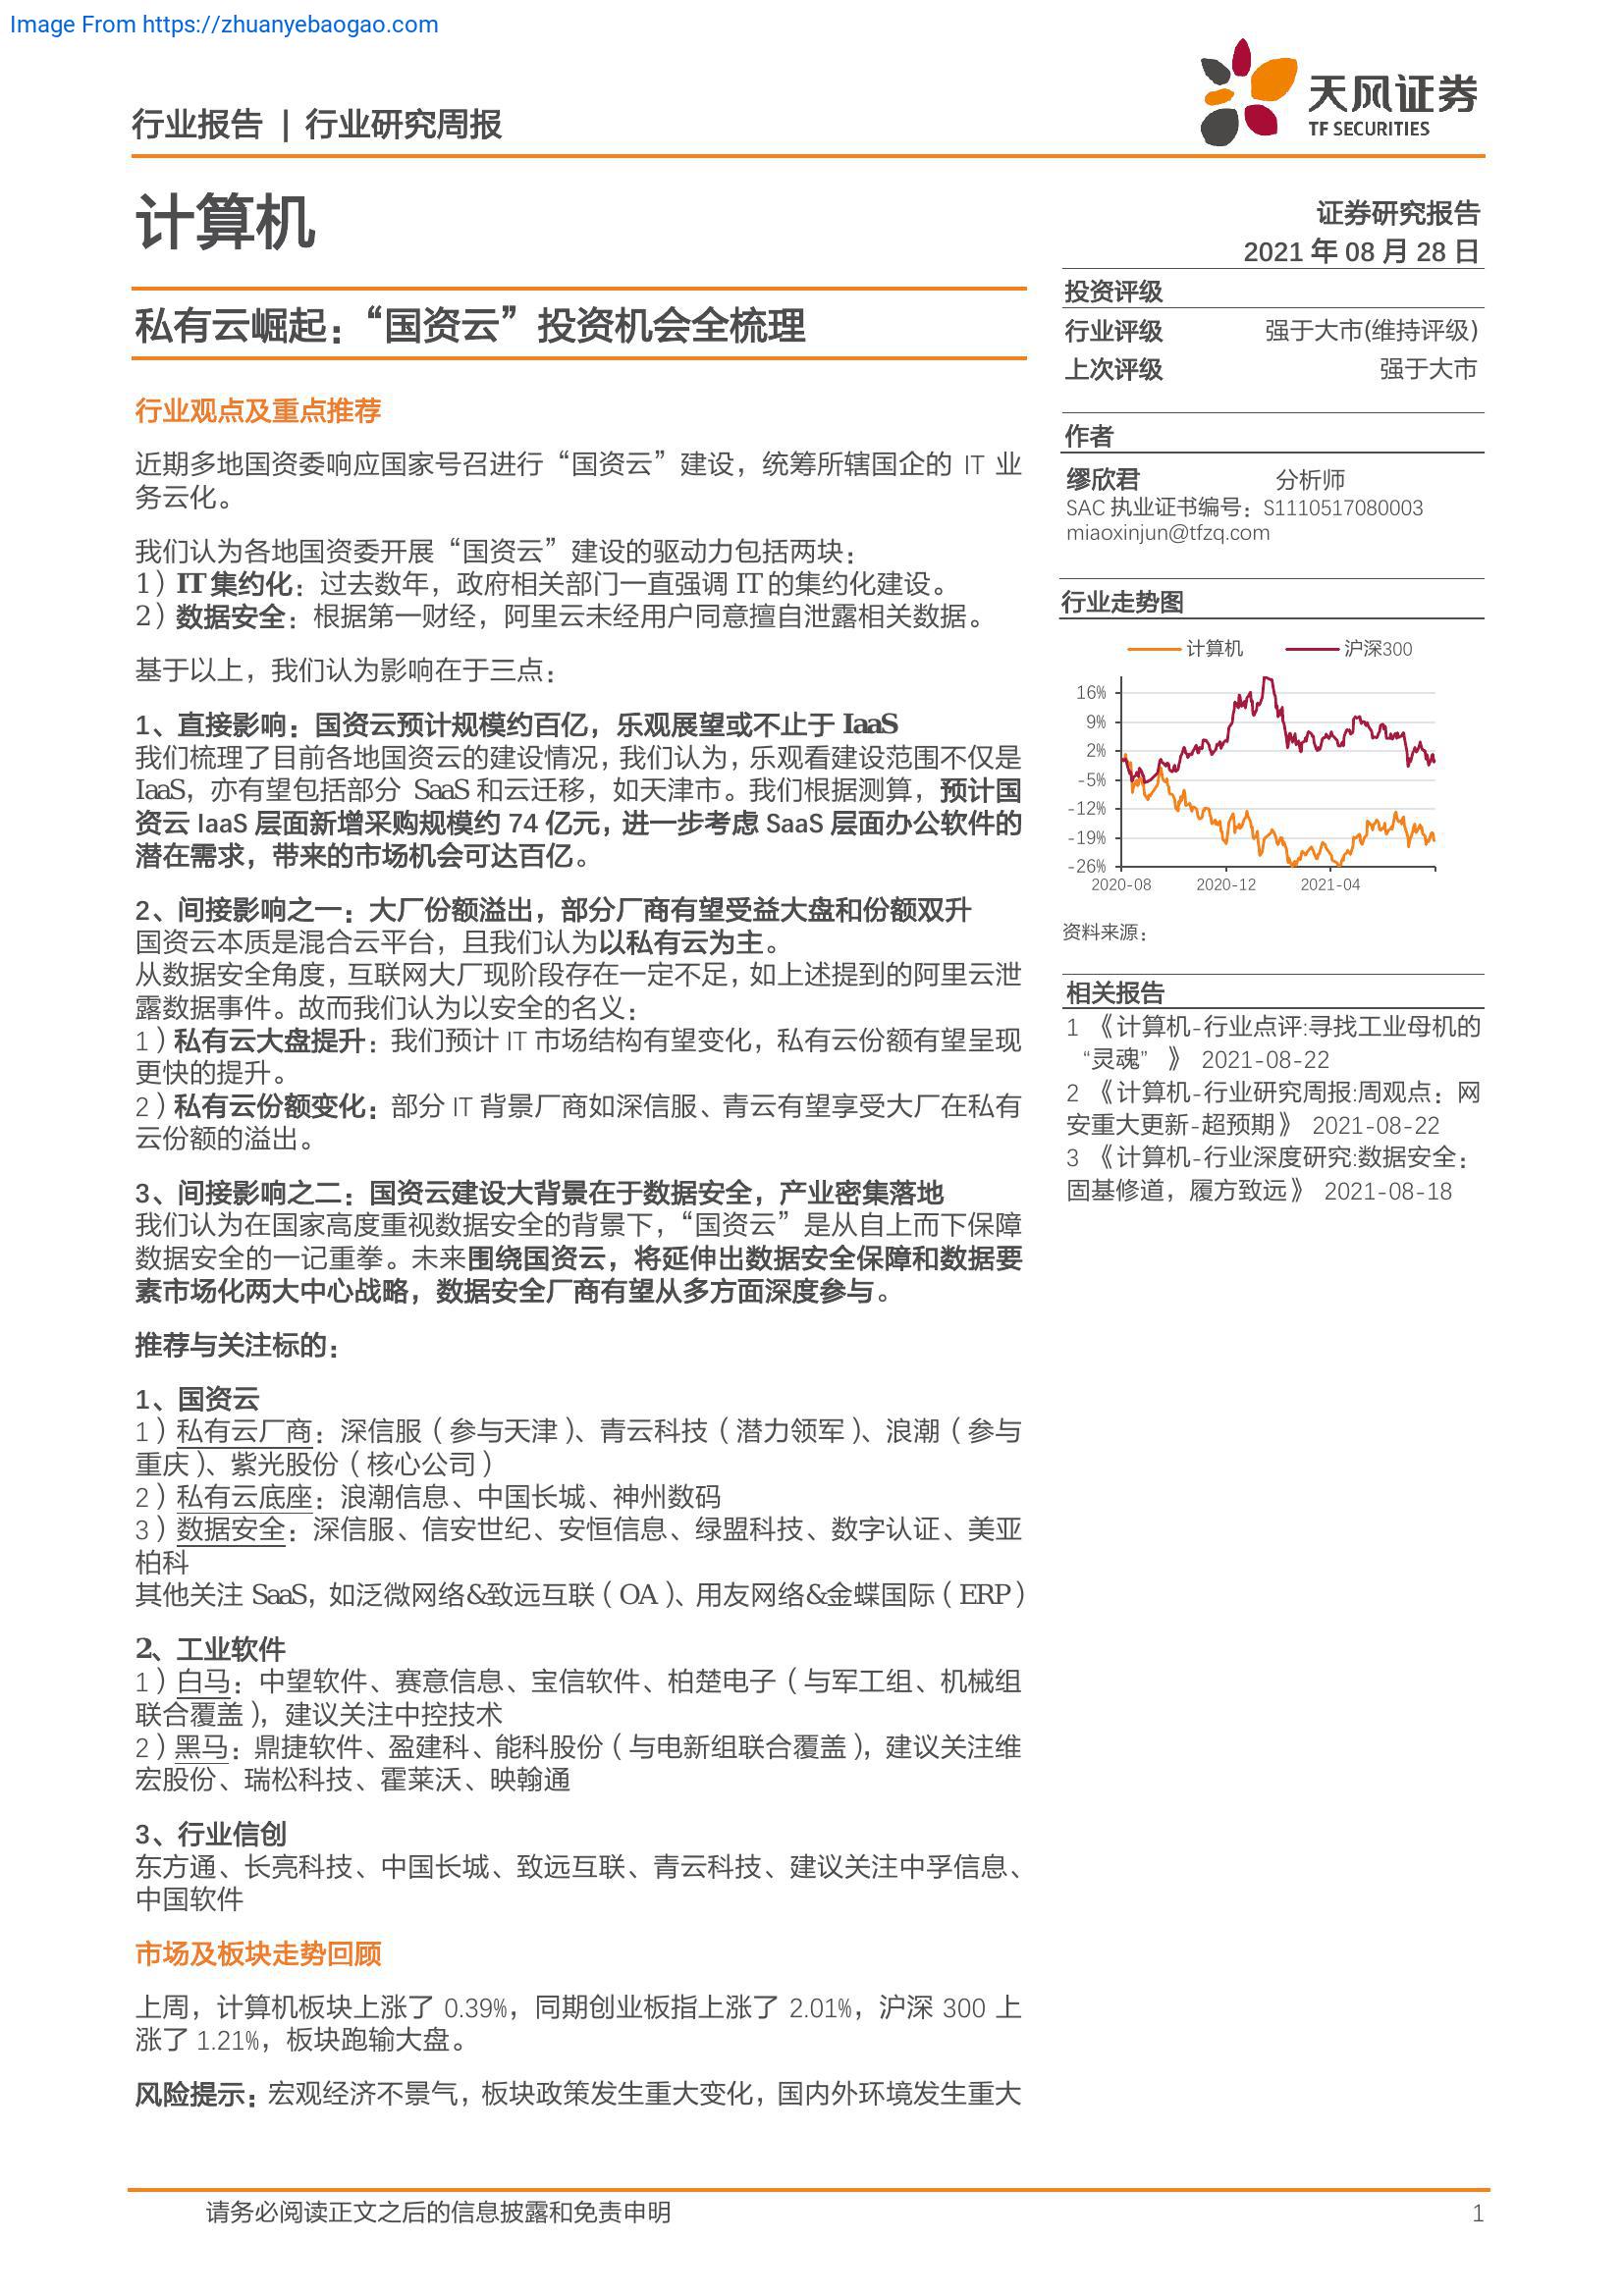 Image From https://zhuanyebaogao.com
行业报告 | 行业研究周报
天风证券
TF SECURITIES
计算机
证券研究报告
2021 年 08 月 28 日
私有云崛起：“国资云”投资机会全梳理
行业观点及重点推荐
近期多地国资委响应国家号召进行“国资云”建设，统筹所辖国企的 IT 业
务云化。
我们认为各地国资委开展“国资云”建设的驱动力包括两块：
1）IT 集约化：过去数年，政府相关部门一直强调 IT 的集约化建设。
2）数据安全：根据第一财经，阿里云未经用户同意擅自泄露相关数据。
基于以上，我们认为影响在于三点：
1、直接影响：国资云预计规模约百亿，乐观展望或不止于 IaaS
我们梳理了目前各地国资云的建设情况，我们认为，乐观看建设范围不仅是
IaaS，亦有望包括部分 SaaS 和云迁移，如天津市。我们根据测算，预计国
资云 IaaS 层面新增采购规模约 74 亿元，进一步考虑 SaaS 层面办公软件的
潜在需求，带来的市场机会可达百亿。
2、间接影响之一：大厂份额溢出，部分厂商有望受益大盘和份额双升
国资云本质是混合云平台，且我们认为以私有云为主。
从数据安全角度，互联网大厂现阶段存在一定不足，如上述提到的阿里云泄
露数据事件。故而我们认为以安全的名义：
1）私有云大盘提升：我们预计 IT 市场结构有望变化，私有云份额有望呈现
更快的提升。
2）私有云份额变化：部分 IT 背景厂商如深信服、青云有望享受大厂在私有
云份额的溢出。
3、间接影响之二：国资云建设大背景在于数据安全，产业密集落地
我们认为在国家高度重视数据安全的背景下，“国资云”是从自上而下保障
数据安全的一记重拳。未来围绕国资云，将延伸出数据安全保障和数据要
素市场化两大中心战略，数据安全厂商有望从多方面深度参与。
推荐与关注标的：
1、国资云
1）私有云厂商：深信服（参与天津）、青云科技（潜力领军）、浪潮（参与
重庆）、紫光股份（核心公司）
2）私有云底座：浪潮信息、中国长城、神州数码
3）数据安全：深信服、信安世纪、安恒信息、绿盟科技、数字认证、美亚
柏科
其他关注 SaaS，如泛微网络&致远互联（OA）、用友网络&金蝶国际（ERP）
2、工业软件
1）白马：中望软件、赛意信息、宝信软件、柏楚电子（与军工组、机械组
联合覆盖），建议关注中控技术
2）黑马：鼎捷软件、盈建科、能科股份（与电新组联合覆盖），建议关注维
宏股份、瑞松科技、霍莱沃、映翰通
3、行业信创
东方通、长亮科技、中国长城、致远互联、青云科技、建议关注中孚信息、
中国软件
市场及板块走势回顾
上周，计算机板块上涨了 0.39%，同期创业板指上涨了 2.01%，沪深 300 上
涨了 1.21%，板块跑输大盘。
风险提示：宏观经济不景气，板块政策发生重大变化，国内外环境发生重大
投资评级
行业评级 强于大市(维持评级)
上次评级 强于大市
作者
缪欣君 分析师
SAC 执业证书编号：S1110517080003
miaoxinjun@tfzq.com
行业走势图
计算机 沪深300
16%
9%
2%
-5%
-12%
-19%
-26%
2020-08 2020-12 2021-04
资料来源：
相关报告
1 《计算机-行业点评:寻找工业母机的
“灵魂” 》 2021-08-22
2 《计算机-行业研究周报:周观点：网
安重大更新-超预期》 2021-08-22
3 《计算机-行业深度研究:数据安全：
固基修道，履方致远》 2021-08-18
请务必阅读正文之后的信息披露和免责申明 1